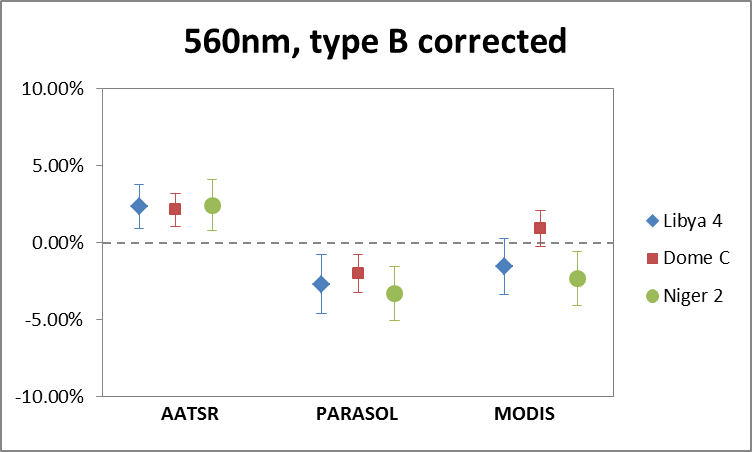 560nm, type B corrected
10.00%
5.00%
0.00%
-5.00%
-10.00%
AATSR
PARASOL
MODIS
Libya 4
Dome C
Niger 2